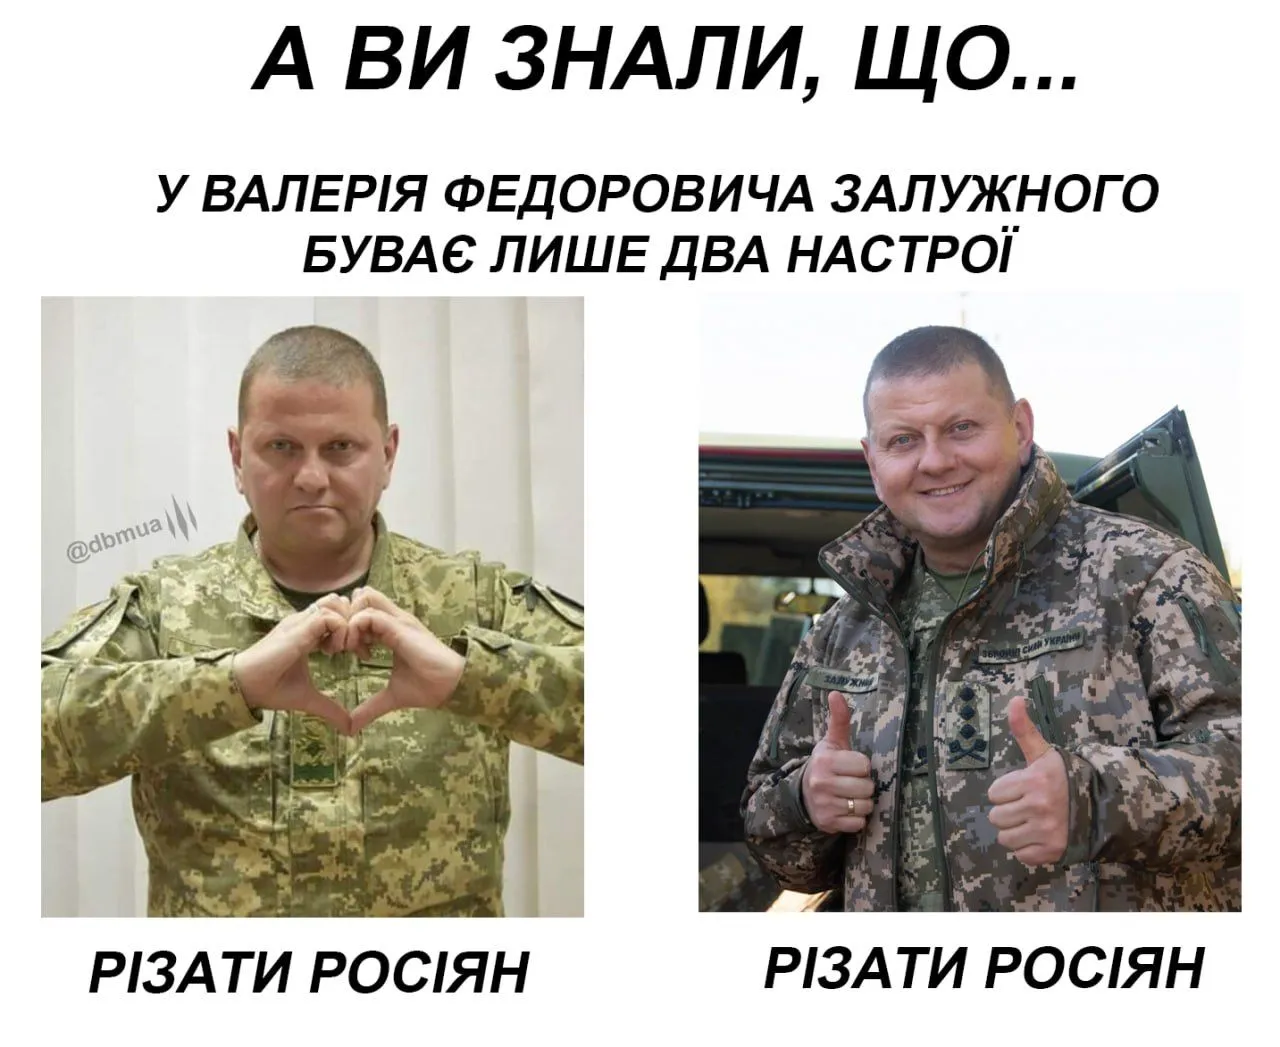 А ВИ ЗНАЛИ, ЩО...
У ВАЛЕРІЯ ФЕДОРОВИЧА ЗАЛУЖНОГО
БУВАЄ ЛИШЕ ДВА НАСТРОЇ
@dbmua
ЗБРОЙНІ СИЛИ УКРАЇНИ
ЗАЛУЖНИЙ
РІЗАТИ РОСІЯН
РІЗАТИ РОСІЯН